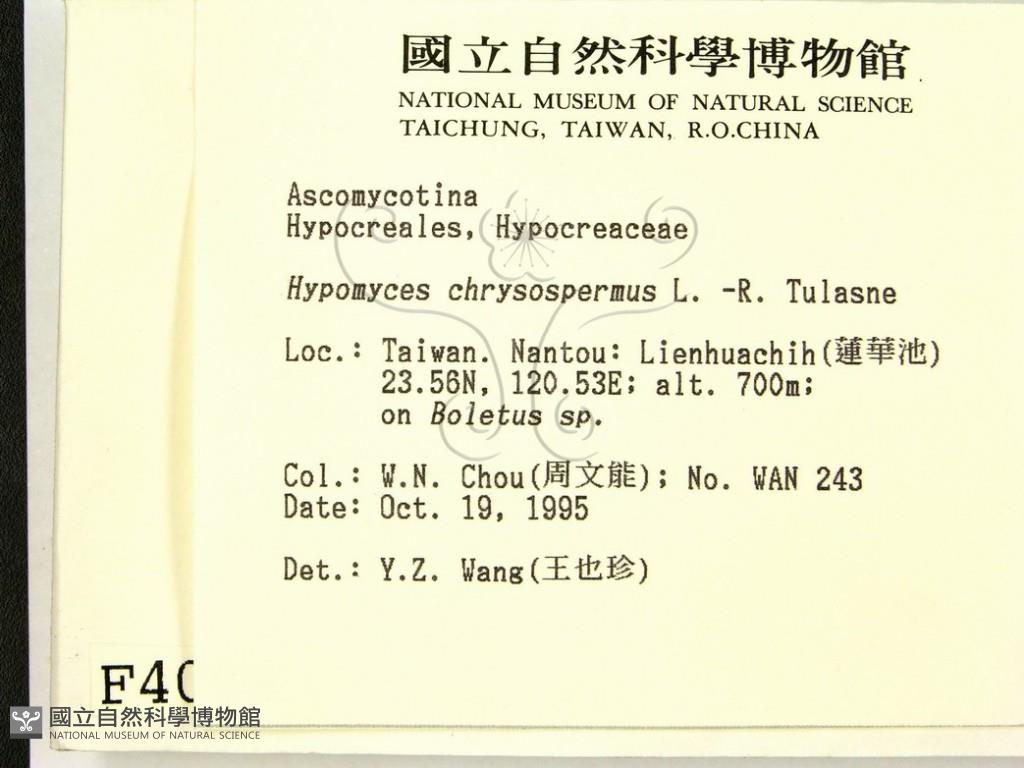 國立自然科學博物館
NATIONAL MUSEUM OF NATURAL SCIENCE
TAICHUNG, TAIWAN, R.O.CHINA
Ascomycotina
Hypocreales, Hypocreaceae
Hypomyces chrysospermus L. -R. Tulasne
Loc.: Taiwan. Nantou: Lienhuachih(蓮華池)
23.56N, 120.53E; alt. 700m;
on Boletus sp.
Col.: W.N. Chou(周文能); No. WAN 243
Date: Oct. 19, 1995
Det.: Y.Z. Wang(王也珍)
F40
國立自然科學博物館
NATIONAL MUSEUM OF NATURAL SCIENCE